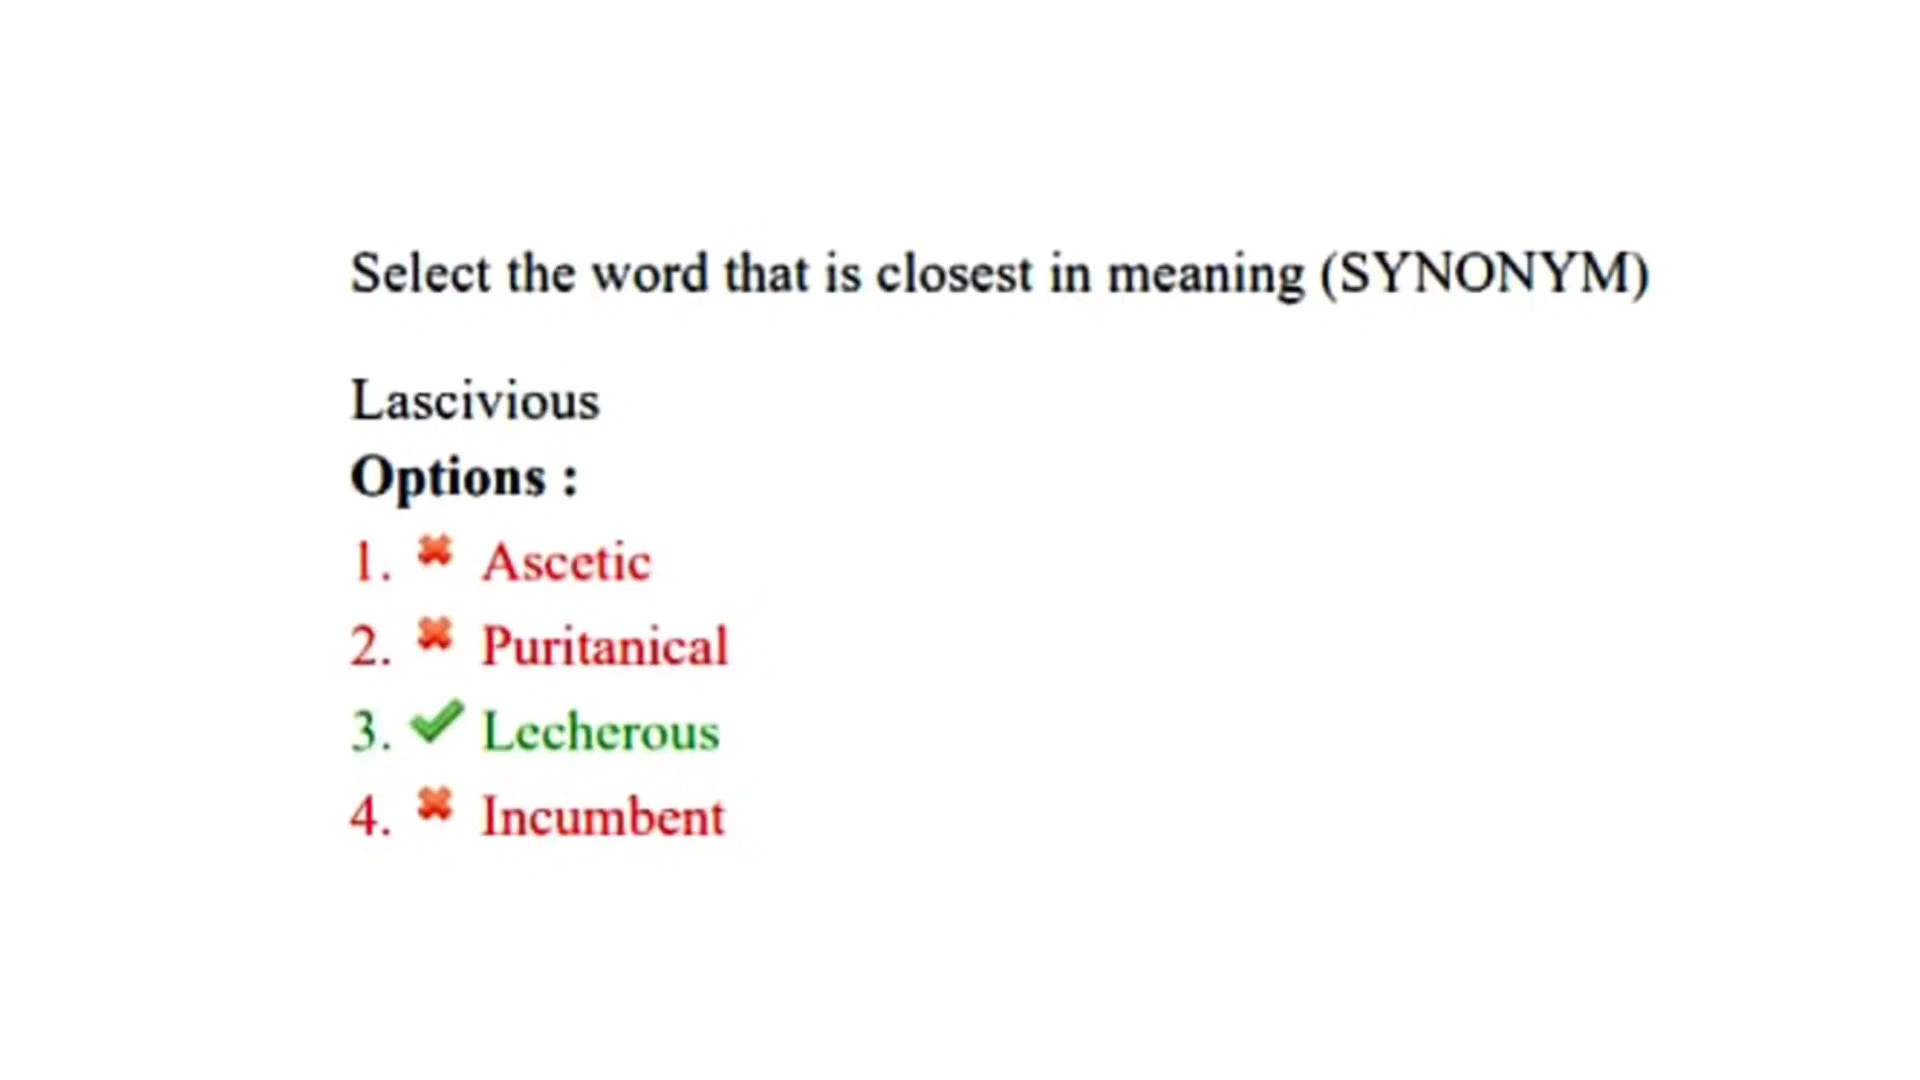 Select the word that is closest in meaning (SYNONYM)
Lascivious
Options :
1. Ascetic
2. Puritanical
3. Lecherous
4. Incumbent